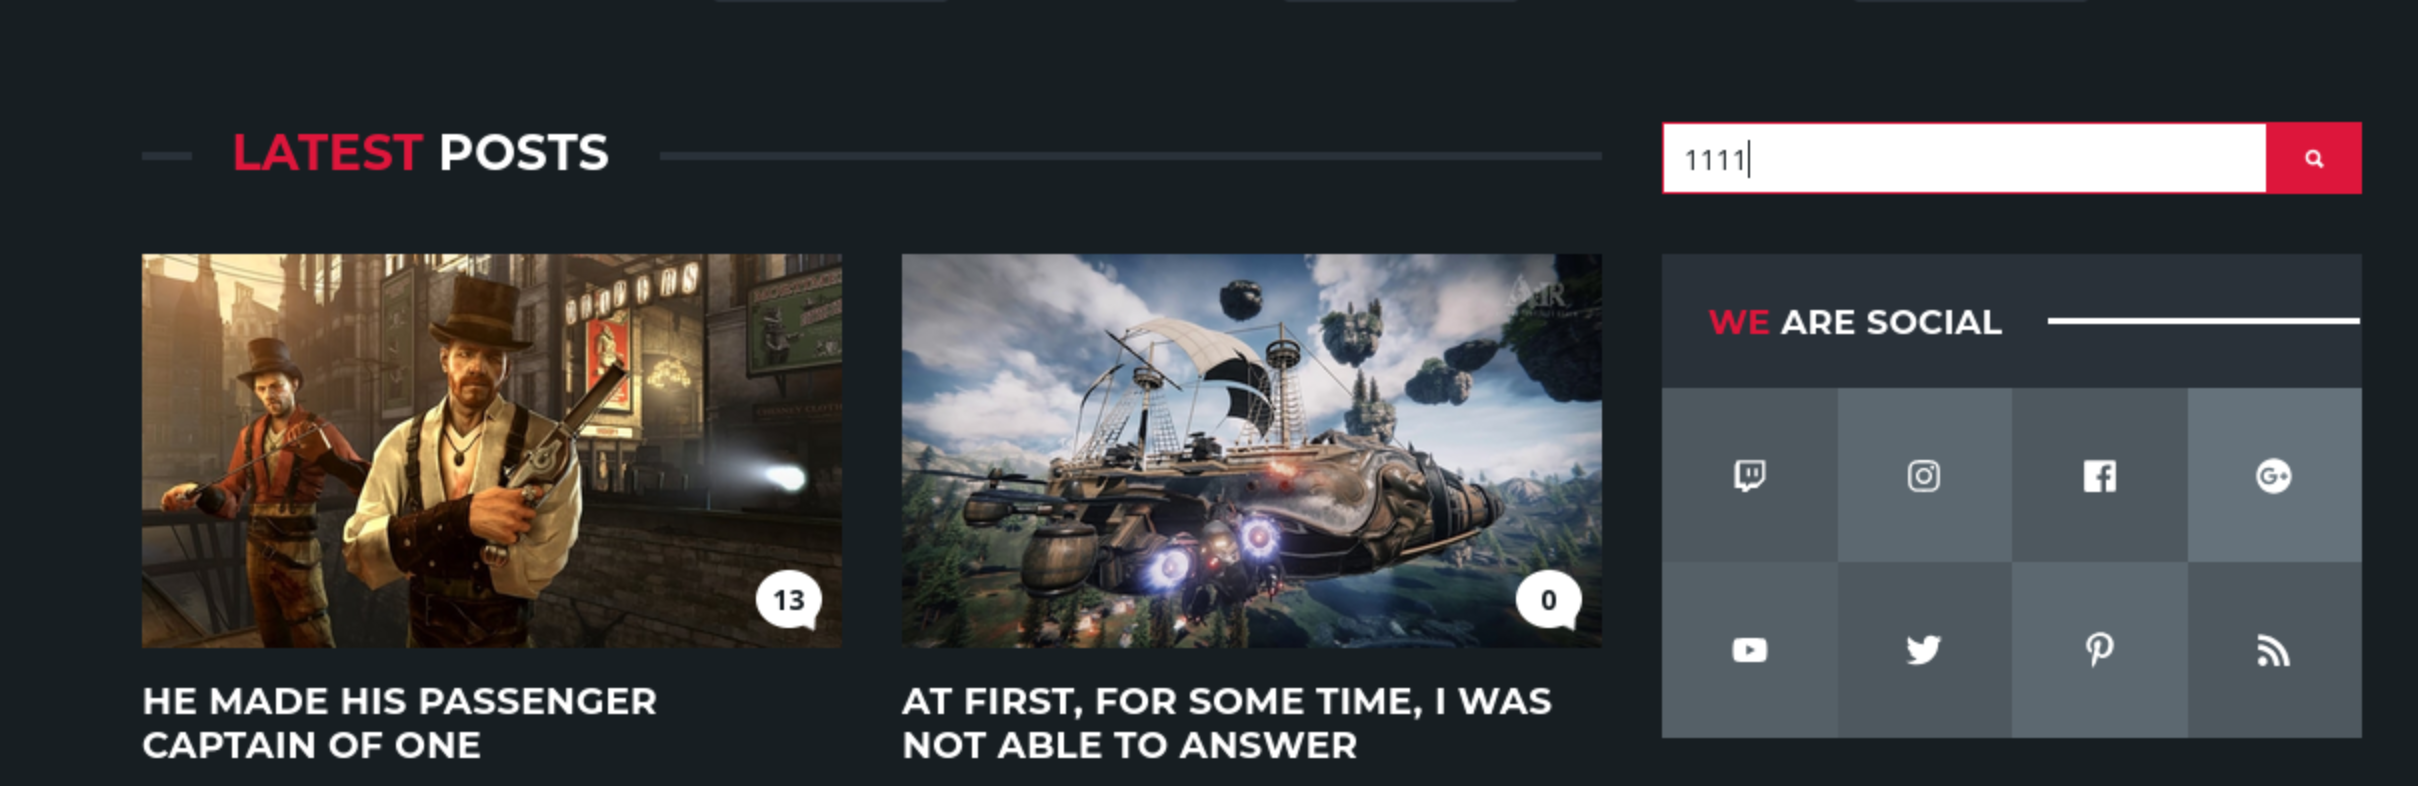 LATEST POSTS
1111
13
0
HE MADE HIS PASSENGER
CAPTAIN OF ONE
AT FIRST, FOR SOME TIME, I WAS
NOT ABLE TO ANSWER
WE ARE SOCIAL
G+